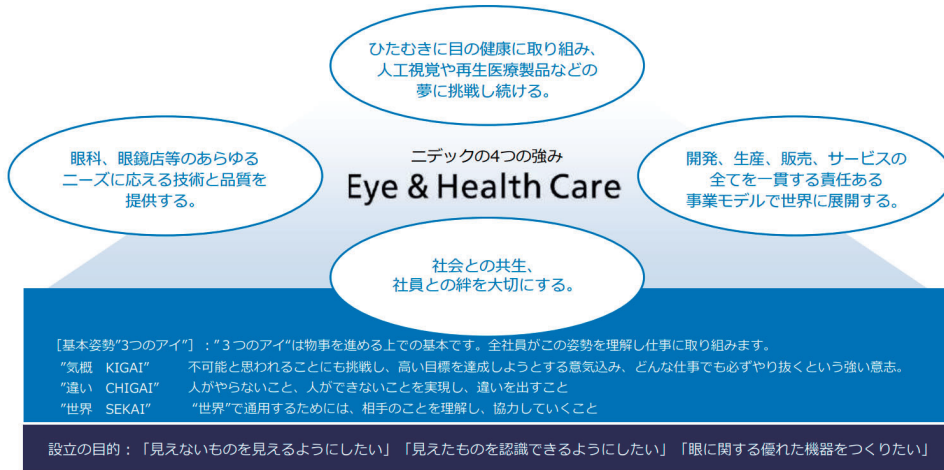 ひたむきに目の健康に取り組み、
人工視覚や再生医療製品などの
夢に挑戦し続ける。
眼科、眼鏡店等のあらゆる
ニーズに応える技術と品質を
提供する。
ニデックの4つの強み
Eye & Health Care
開発、生産、販売、サービスの
全てを一貫する責任ある
事業モデルで世界に展開する。
社会との共生、
社員との絆を大切にする。
[基本姿勢"3つのアイ"]：”３つのアイ“は物事を進める上での基本です。全社員がこの姿勢を理解し仕事に取り組みます。
”気概 KIGAI” 不可能と思われることにも挑戦し、高い目標を達成しようとする意気込み、どんな仕事でも必ずやり抜くという強い意志。
”違い CHIGAI” 人がやらないこと、人ができないことを実現し、違いを出すこと
”世界 SEKAI” “世界”で通用するためには、相手のことを理解し、協力していくこと
設立の目的：「見えないものを見えるようにしたい」「見えたものを認識できるようにしたい」「眼に関する優れた機器をつくりたい」